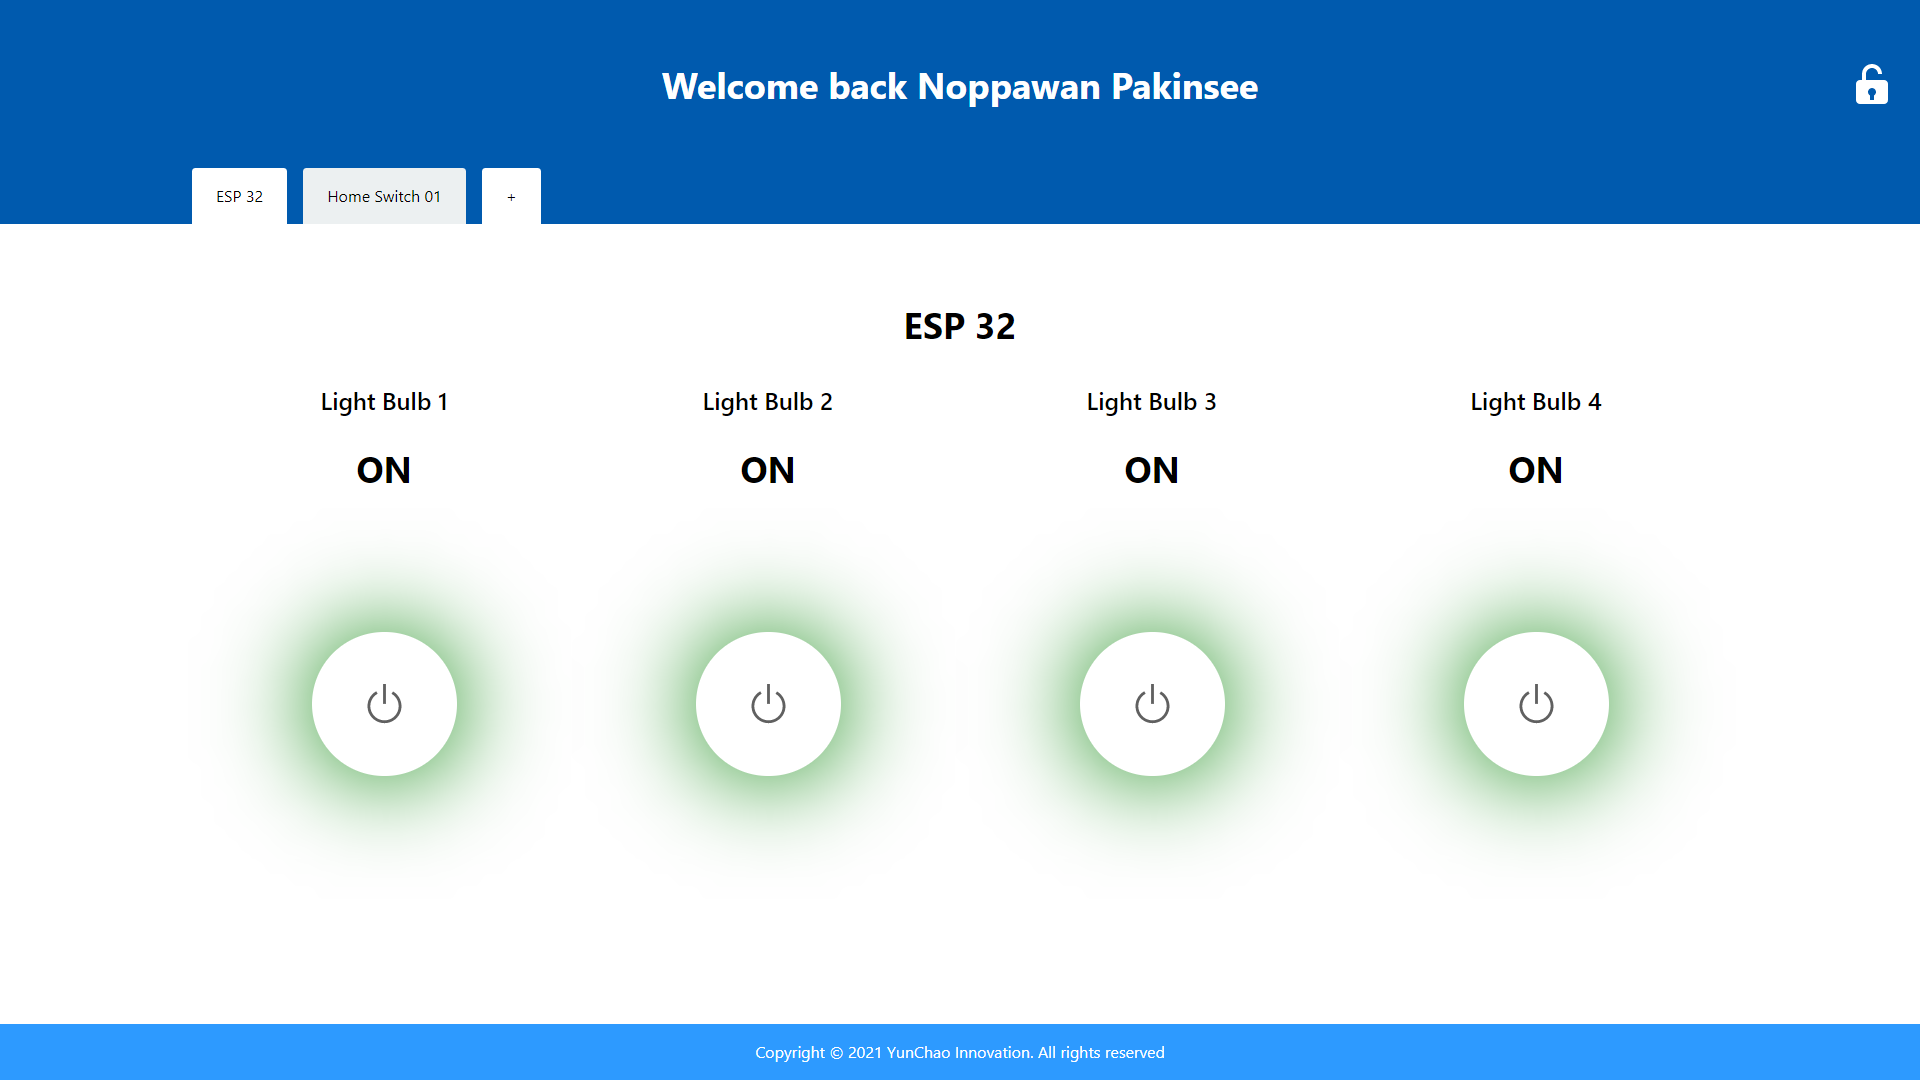 Welcome back Noppawan Pakinsee
ESP 32
Home Switch 01
+
ESP 32
Light Bulb 1
Light Bulb 2
Light Bulb 3
Light Bulb 4
ON
ON
ON
ON
Copyright © 2021 YunChao Innovation. All rights reserved